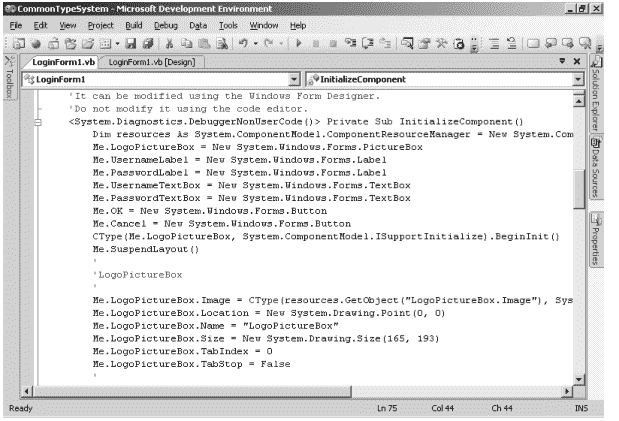 CommonTypeSystem - Microsoft Development Environment
File Edit View Project Build Debug Data Tools Window Help
LoginForm1.vb LoginForm1.vb [Design]
LoginForm1 InitializeComponent
'It can be modified using the Windows Form Designer.
'Do not modify it using the code editor.
<System.Diagnostics.DebuggerNonUserCode()> Private Sub InitializeComponent()
Dim resources As System.ComponentModel.ComponentResourceManager = New System.Com
Me.LogoPictureBox = New System.Windows.Forms.PictureBox
Me.UsernameLabel = New System.Windows.Forms.Label
Me.PasswordLabel = New System.Windows.Forms.Label
Me.UsernameTextBox = New System.Windows.Forms.TextBox
Me.PasswordTextBox = New System.Windows.Forms.TextBox
Me.OK = New System.Windows.Forms.Button
Me.Cancel = New System.Windows.Forms.Button
CType(Me.LogoPictureBox, System.ComponentModel.ISupportInitialize).BeginInit()
Me.SuspendLayout()
'
'LogoPictureBox
'
Me.LogoPictureBox.Image = CType(resources.GetObject("LogoPictureBox.Image"), Sys
Me.LogoPictureBox.Location = New System.Drawing.Point(0, 0)
Me.LogoPictureBox.Name = "LogoPictureBox"
Me.LogoPictureBox.Size = New System.Drawing.Size(165, 193)
Me.LogoPictureBox.TabIndex = 0
Me.LogoPictureBox.TabStop = False
'
Toolbox
Solution Explorer
Data Sources
Properties
Ready Ln 75 Col 44 Ch 44 INS